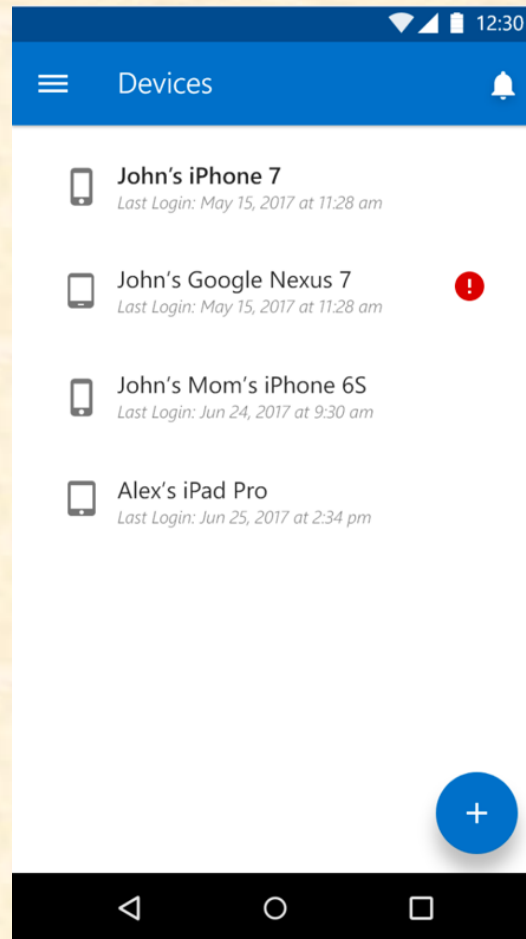 12:30
Devices
John’s iPhone 7
Last Login: May 15, 2017 at 11:28 am
John’s Google Nexus 7
Last Login: May 15, 2017 at 11:28 am
John’s Mom’s iPhone 6S
Last Login: Jun 24, 2017 at 9:30 am
Alex’s iPad Pro
Last Login: Jun 25, 2017 at 2:34 pm